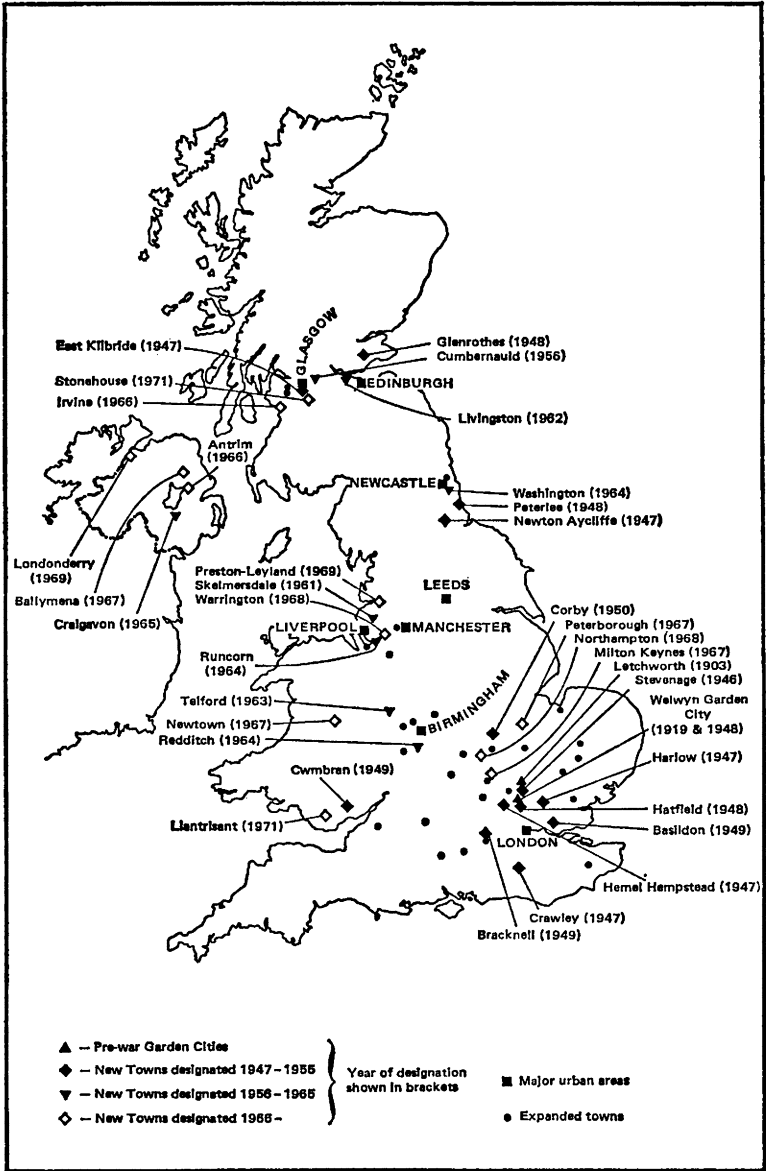 GLASGOW
East Kilbride (1947)
Glenrothes (1948)
Cumbernauld (1956)
Stonehouse (1971)
EDINBURGH
Irvine (1966)
Livingston (1962)
Antrim
(1966)
NEWCASTLE
Washington (1964)
Peterlee (1948)
Newton Aycliffe (1947)
Londonderry
(1969)
Ballymena (1967)
Craigavon (1965)
Preston-Leyland (1969)
Skelmersdale (1961)
Warrington (1968)
LEEDS
LIVERPOOL
MANCHESTER
Runcorn
(1964)
Corby (1950)
Peterborough (1967)
Northampton (1968)
Milton Keynes (1967)
Letchworth (1903)
Stevenage (1946)
Welwyn Garden
City
(1919 & 1948)
Telford (1963)
BIRMINGHAM
Newtown (1967)
Redditch (1964)
Harlow (1947)
Cwmbran (1949)
Hatfield (1948)
Llantrisant (1971)
Basildon (1949)
LONDON
Hemel Hempstead (1947)
Crawley (1947)
Bracknell (1949)
– Pre-war Garden Cities
– New Towns designated 1947–1955
– New Towns designated 1956–1965
– New Towns designated 1966–
Year of designation
shown in brackets
Major urban areas
Expanded towns